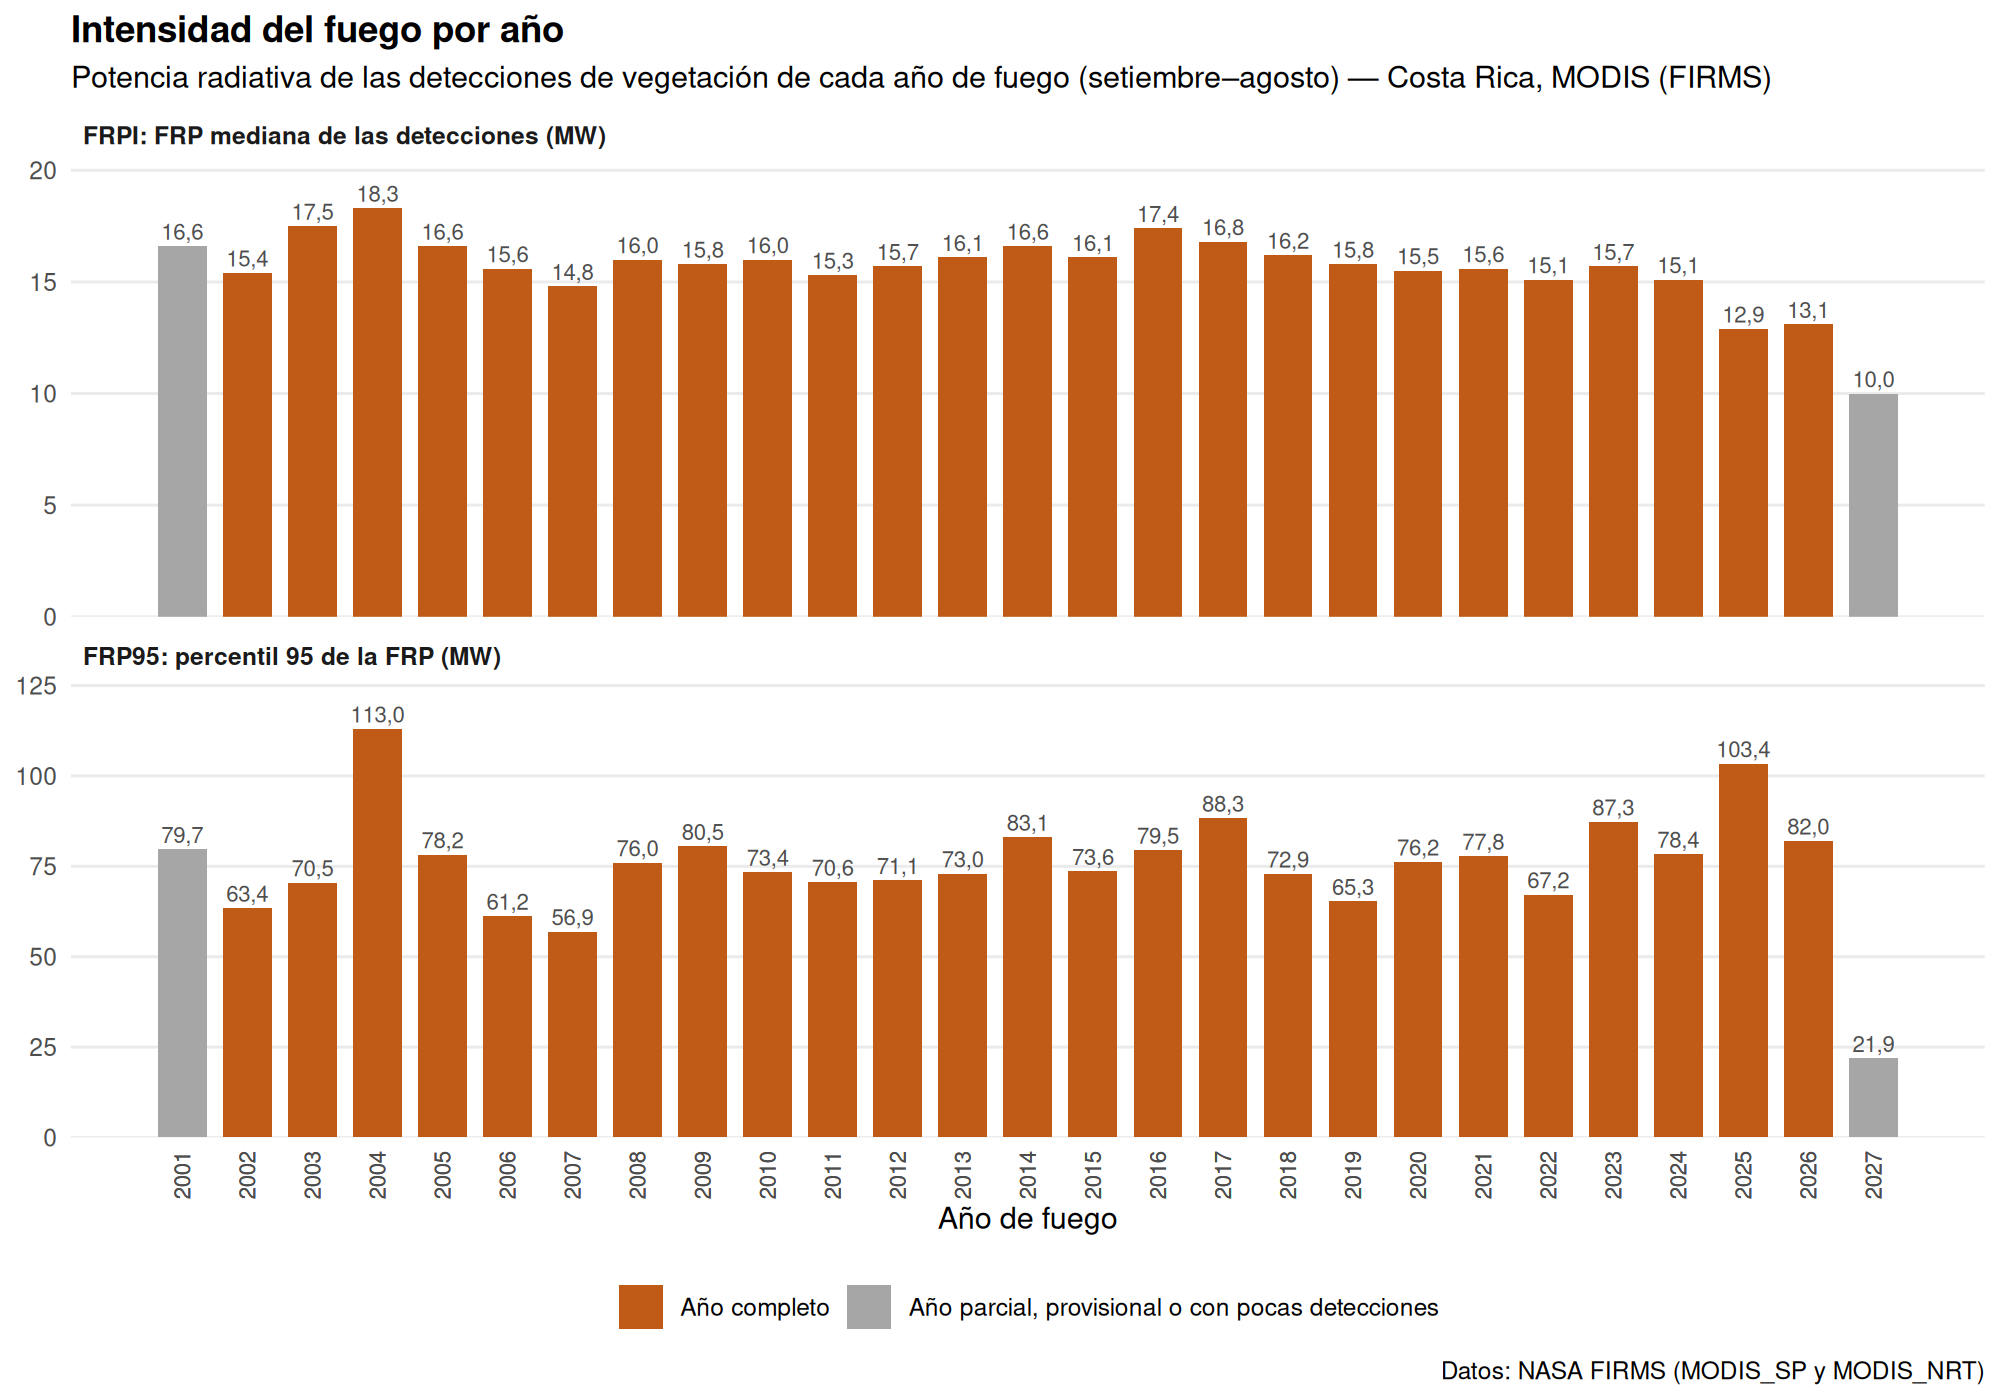 Intensidad del fuego por año
Potencia radiativa de las detecciones de vegetación de cada año de fuego (setiembre–agosto) — Costa Rica, MODIS (FIRMS)
FRPI: FRP mediana de las detecciones (MW)
20
15
10
5
0
16,6 15,4 17,5 18,3 16,6 15,6 14,8 16,0 15,8 16,0 15,3 15,7 16,1 16,6 16,1 17,4 16,8 16,2 15,8 15,5 15,6 15,1 15,7 15,1 12,9 13,1 10,0
FRP95: percentil 95 de la FRP (MW)
125
100
75
50
25
0
79,7 63,4 70,5 113,0 78,2 61,2 56,9 76,0 80,5 73,4 70,6 71,1 73,0 83,1 73,6 79,5 88,3 72,9 65,3 76,2 77,8 67,2 87,3 78,4 103,4 82,0 21,9
2001 2002 2003 2004 2005 2006 2007 2008 2009 2010 2011 2012 2013 2014 2015 2016 2017 2018 2019 2020 2021 2022 2023 2024 2025 2026 2027
Año de fuego
Año completo Año parcial, provisional o con pocas detecciones
Datos: NASA FIRMS (MODIS_SP y MODIS_NRT)